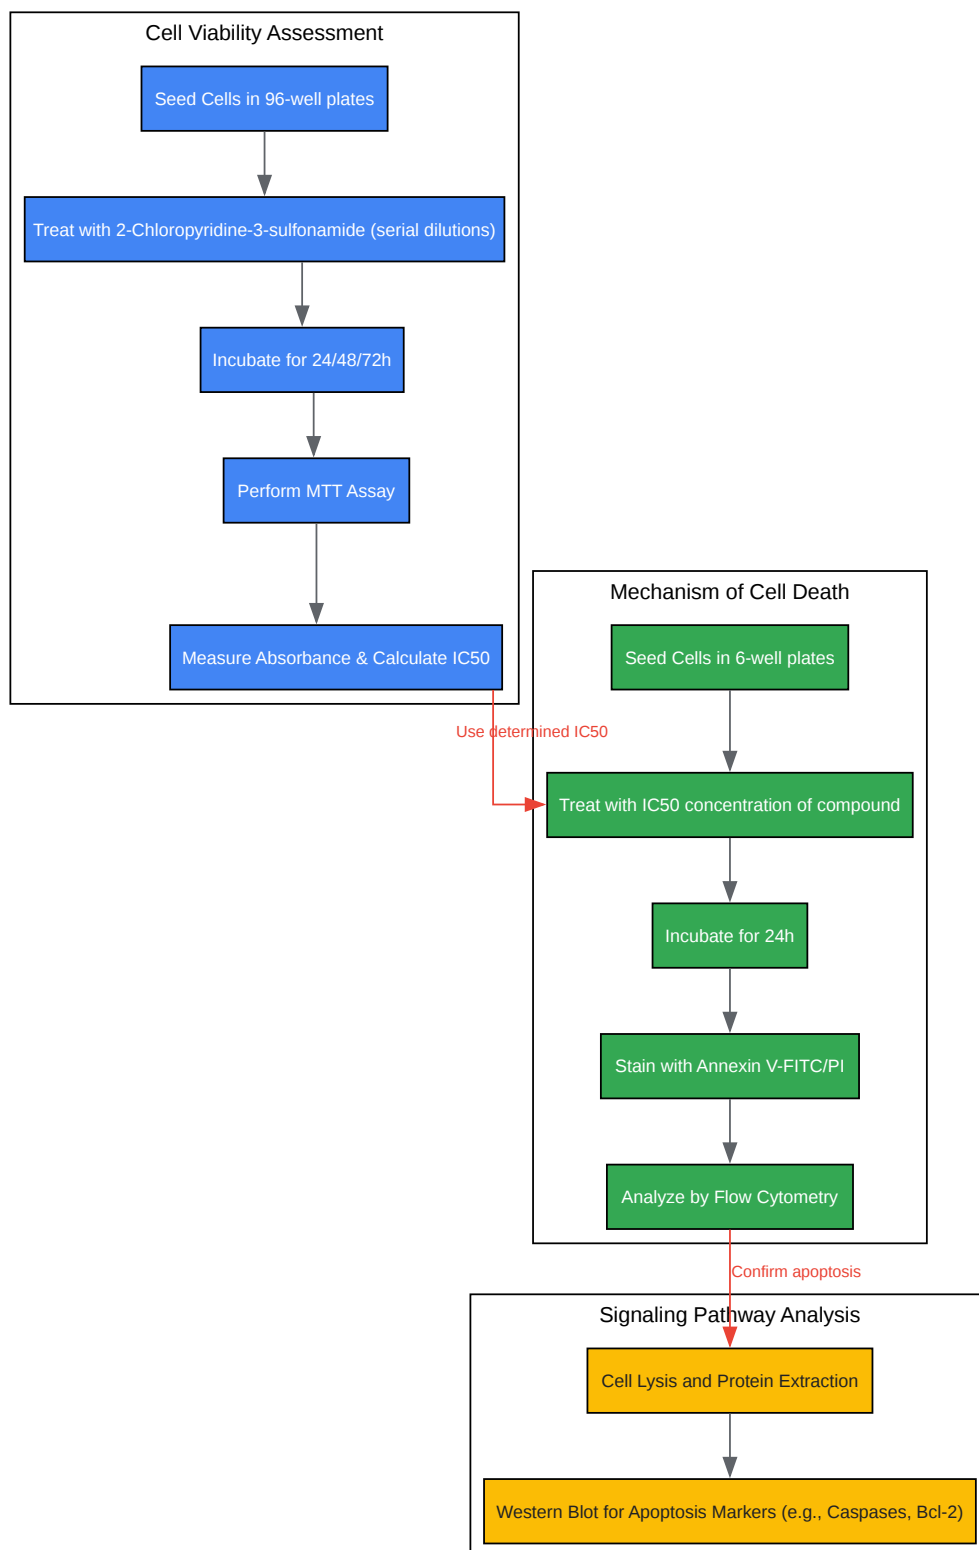 Cell Viability Assessment
Seed Cells in 96-well plates
Treat with 2-Chloropyridine-3-sulfonamide (serial dilutions)
Incubate for 24/48/72h
Perform MTT Assay
Measure Absorbance & Calculate IC50
Use determined IC50
Mechanism of Cell Death
Seed Cells in 6-well plates
Treat with IC50 concentration of compound
Incubate for 24h
Stain with Annexin V-FITC/PI
Analyze by Flow Cytometry
Confirm apoptosis
Signaling Pathway Analysis
Cell Lysis and Protein Extraction
Western Blot for Apoptosis Markers (e.g., Caspases, Bcl-2)